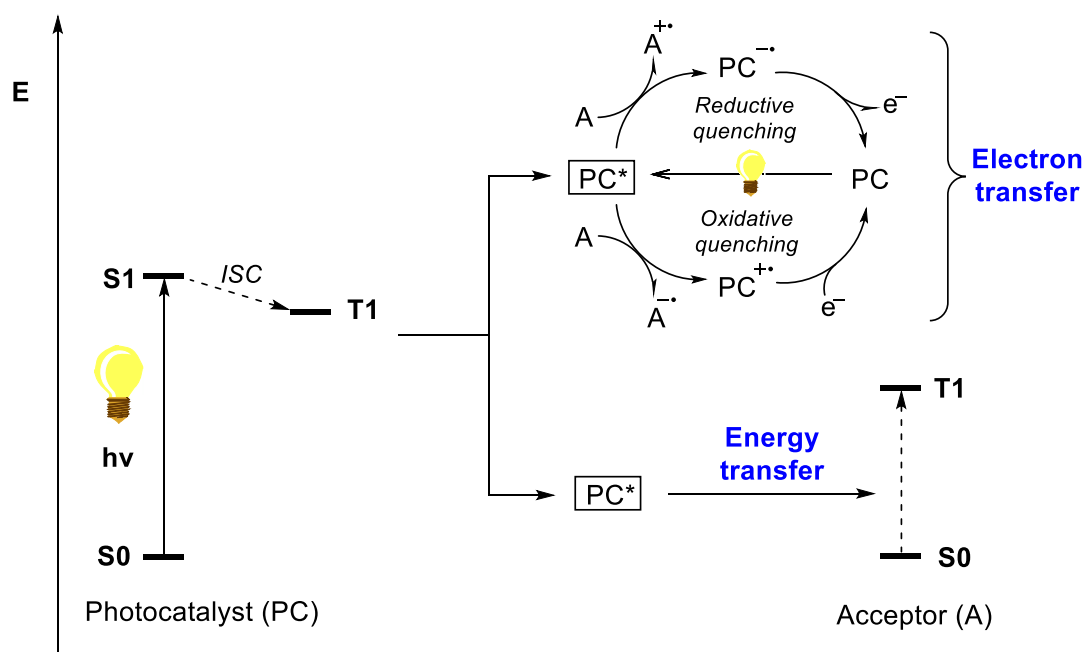 E
A+•
PC−•
A
Reductive
quenching
e−
PC*
PC
Electron
transfer
Oxidative
quenching
A
A−•
PC+•
e−
S1
ISC
T1
hv
S0
Photocatalyst (PC)
PC*
Energy
transfer
T1
S0
Acceptor (A)